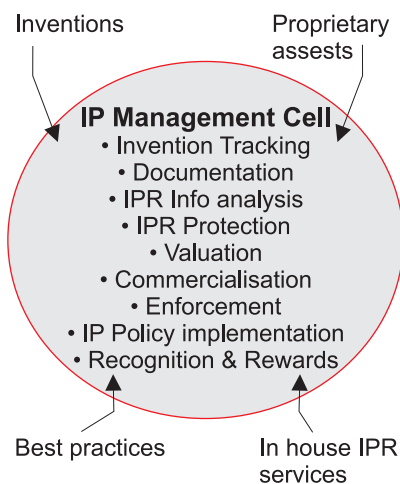 Inventions
Proprietary
assests
IP Management Cell
• Invention Tracking
• Documentation
• IPR Info analysis
• IPR Protection
• Valuation
• Commercialisation
• Enforcement
• IP Policy implementation
• Recognition & Rewards
Best practices
In house IPR
services